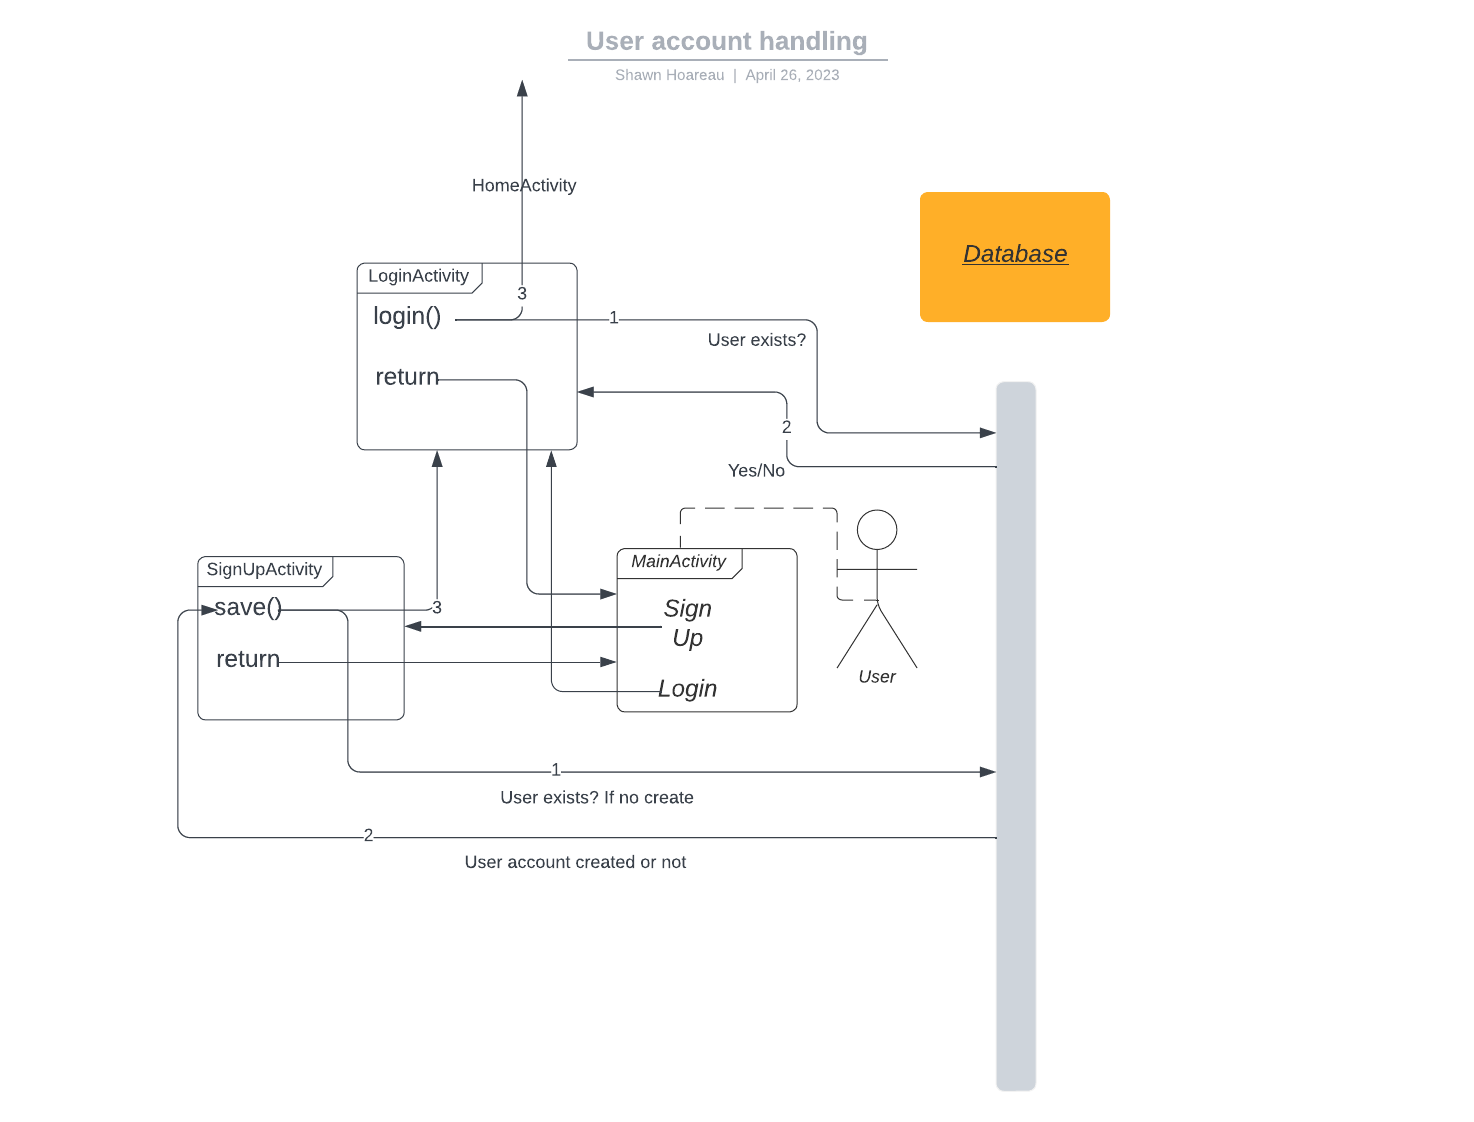 User account handling
Shawn Hoareau | April 26, 2023
HomeActivity
Database
LoginActivity
3
login()
1
User exists?
return
2
Yes/No
MainActivity
SignUpActivity
save()
3
Sign
Up
return
User
Login
1
User exists? If no create
2
User account created or not